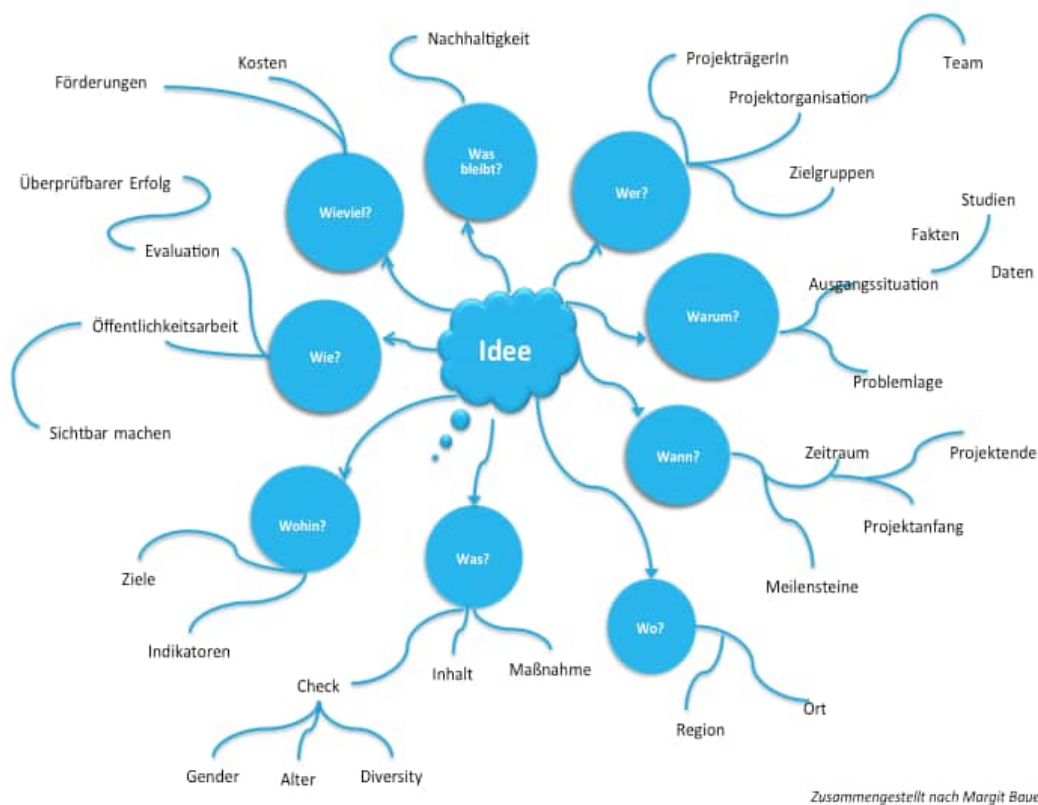 Nachhaltigkeit
ProjekträgerIn
Team
Kosten
Förderungen
Projektorganisation
Was
bleibt?
Wer?
Zielgruppen
Überprüfbarer Erfolg
Wieviel?
Studien
Fakten
Evaluation
Daten
Ausgangssituation
Warum?
Öffentlichkeitsarbeit
Idee
Wie?
Problemlage
Sichtbar machen
Wann?
Zeitraum
Projektende
Wohin?
Projektanfang
Was?
Ziele
Meilensteine
Wo?
Indikatoren
Inhalt
Maßnahme
Check
Ort
Region
Gender
Alter
Diversity
Zusammengestellt nach Margit Baue